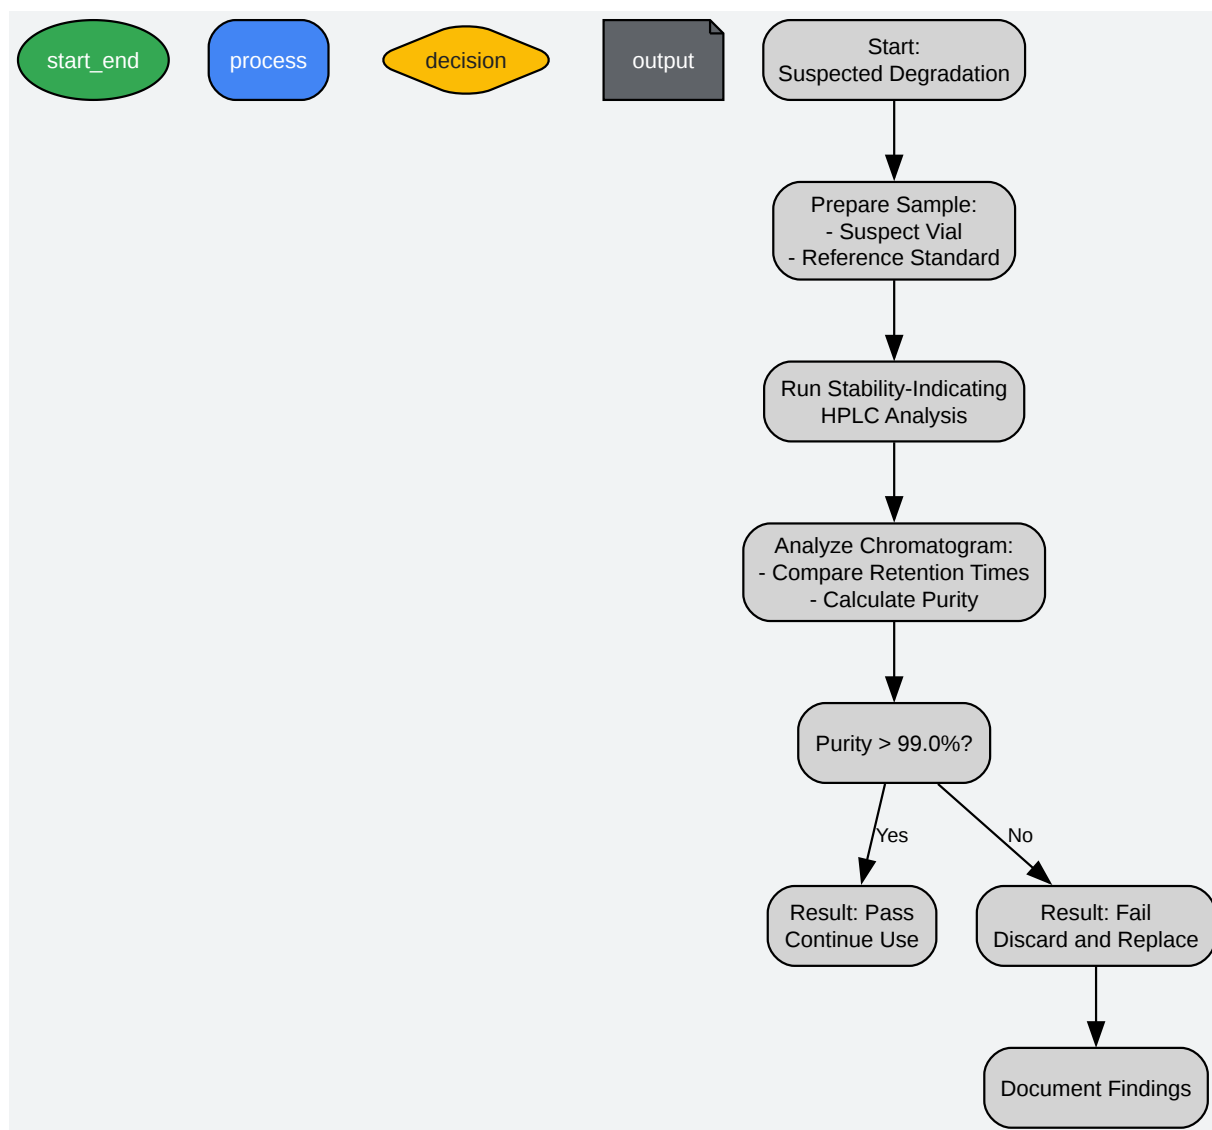 start_end
process
decision
output
Start:
Suspected Degradation
Prepare Sample:
- Suspect Vial
- Reference Standard
Run Stability-Indicating
HPLC Analysis
Analyze Chromatogram:
- Compare Retention Times
- Calculate Purity
Purity > 99.0%?
Yes
No
Result: Pass
Continue Use
Result: Fail
Discard and Replace
Document Findings